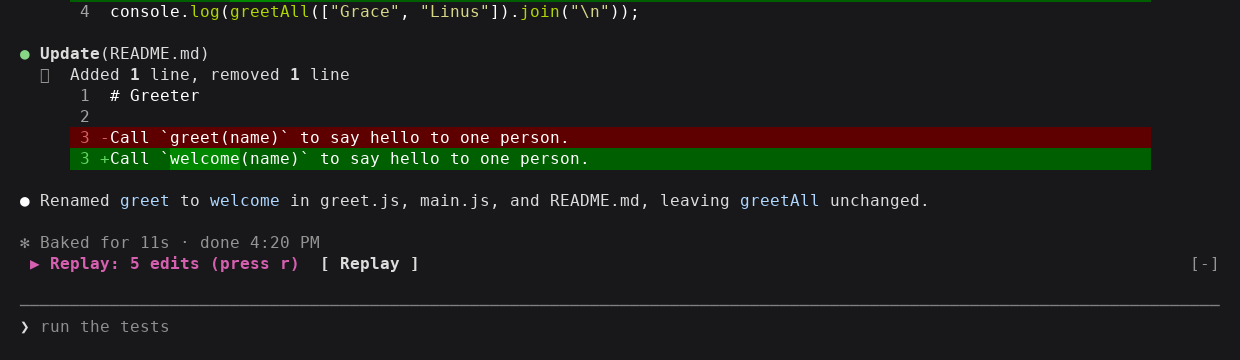 4  console.log(greetAll(["Grace", "Linus"]).join("\n"));
● Update(README.md)
Added 1 line, removed 1 line
1  # Greeter
2
3 -Call `greet(name)` to say hello to one person.
3 +Call `welcome(name)` to say hello to one person.
● Renamed greet to welcome in greet.js, main.js, and README.md, leaving greetAll unchanged.
✻ Baked for 11s · done 4:20 PM
▶ Replay: 5 edits (press r)  [ Replay ]  [-]
❯ run the tests